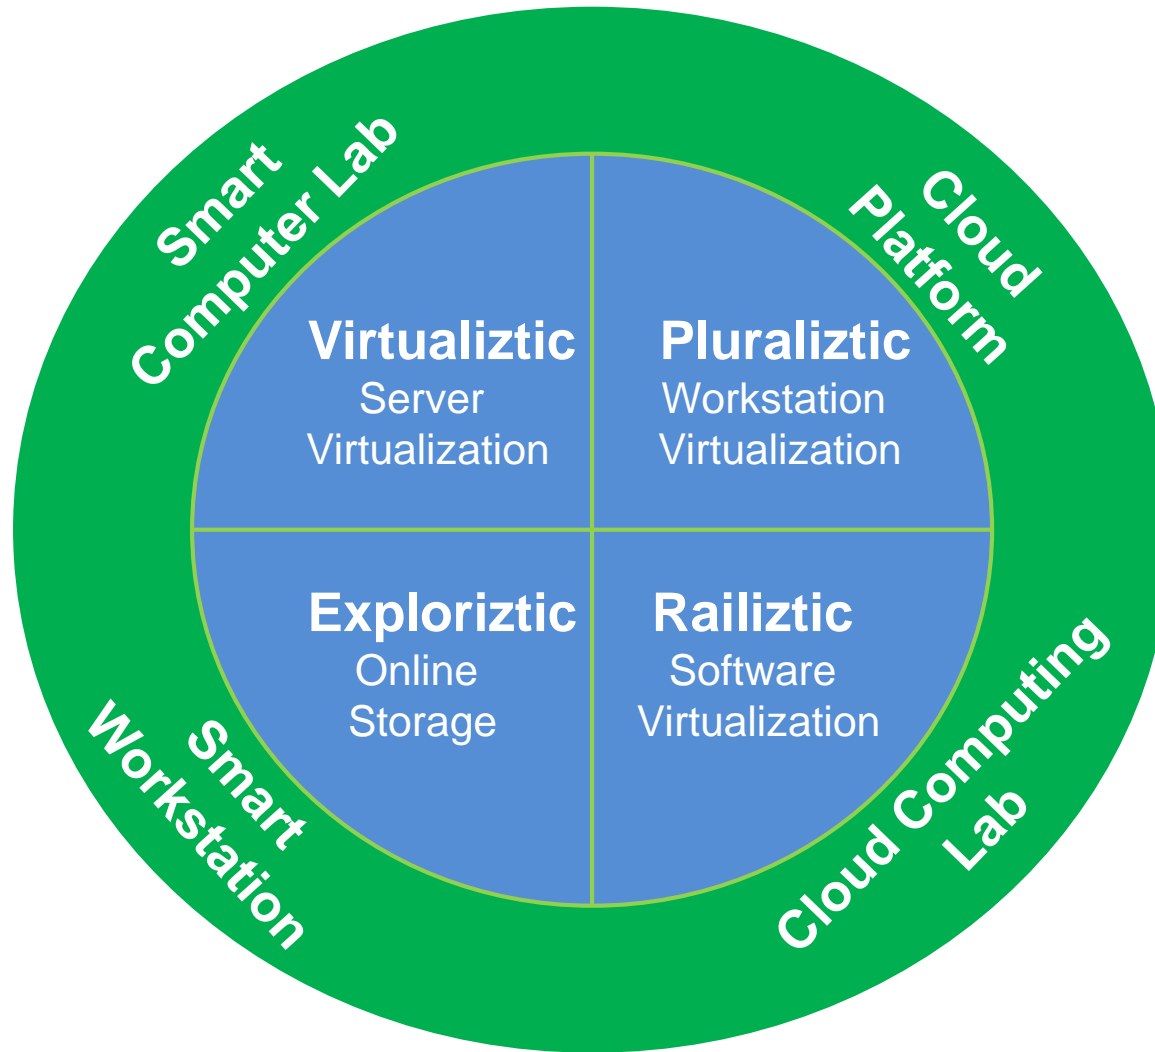 Smart
Computer Lab
Cloud
Platform
Virtualiztic
Server
Virtualization
Pluraliztic
Workstation
Virtualization
Exploriztic
Online
Storage
Railiztic
Software
Virtualization
Smart
Workstation
Cloud Computing
Lab